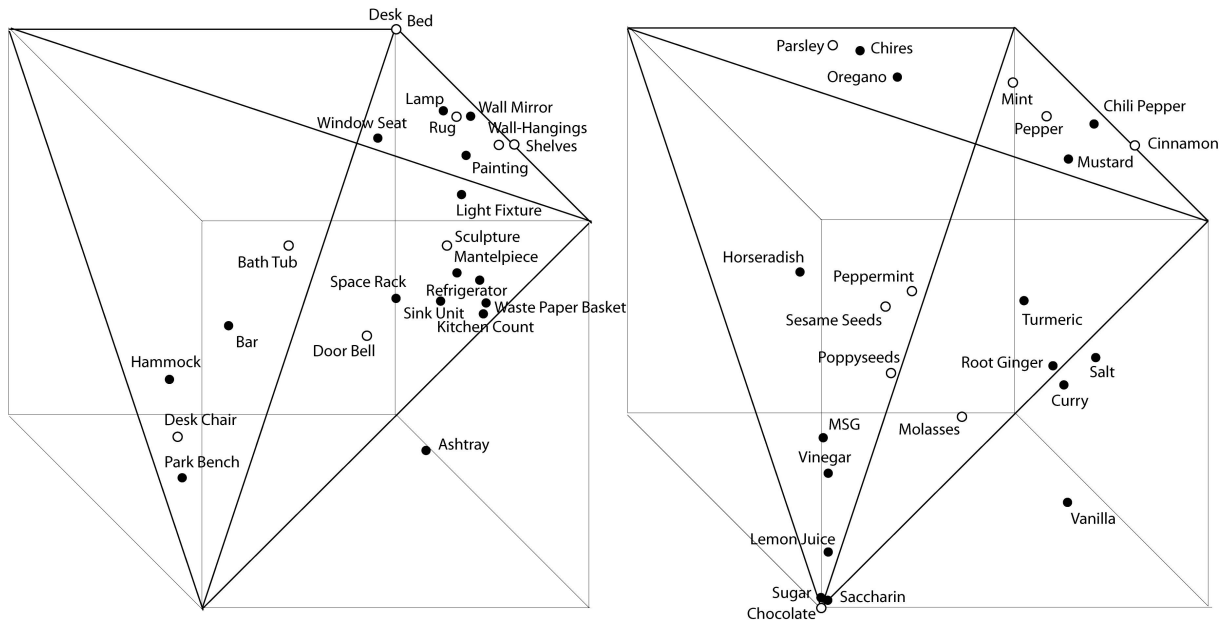 Desk Bed
Lamp
Wall Mirror
Window Seat
Rug
Wall-Hangings
Shelves
Painting
Light Fixture
Sculpture
Bath Tub
Mantelpiece
Space Rack
Refrigerator
Waste Paper Basket
Sink Unit
Kitchen Count
Bar
Door Bell
Hammock
Desk Chair
Ashtray
Park Bench
Parsley
Chires
Oregano
Mint
Chili Pepper
Pepper
Cinnamon
Mustard
Horseradish
Peppermint
Sesame Seeds
Turmeric
Poppyseeds
Root Ginger
Salt
Curry
MSG
Molasses
Vinegar
Vanilla
Lemon Juice
Sugar
Saccharin
Chocolate